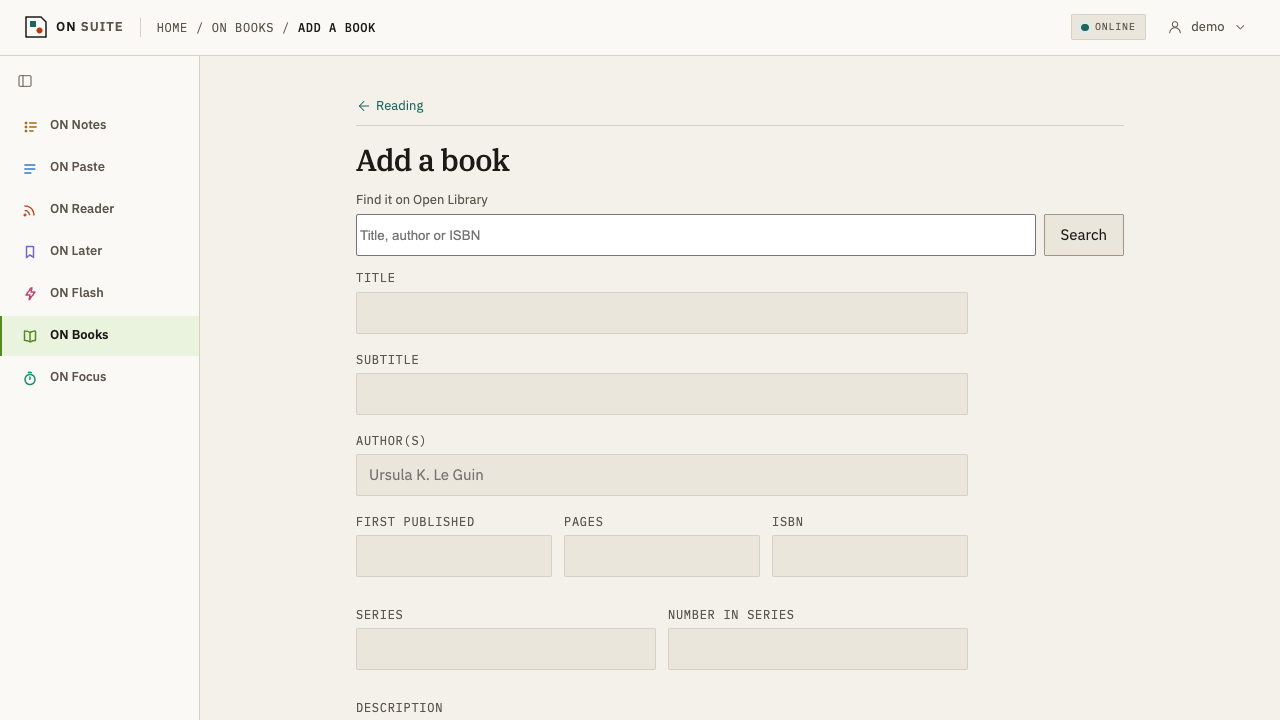 ON SUITE
HOME / ON BOOKS / ADD A BOOK
ONLINE
demo
ON Notes
ON Paste
ON Reader
ON Later
ON Flash
ON Books
ON Focus
Reading
Add a book
Find it on Open Library
Title, author or ISBN
Search
TITLE
SUBTITLE
AUTHOR(S)
Ursula K. Le Guin
FIRST PUBLISHED
PAGES
ISBN
SERIES
NUMBER IN SERIES
DESCRIPTION